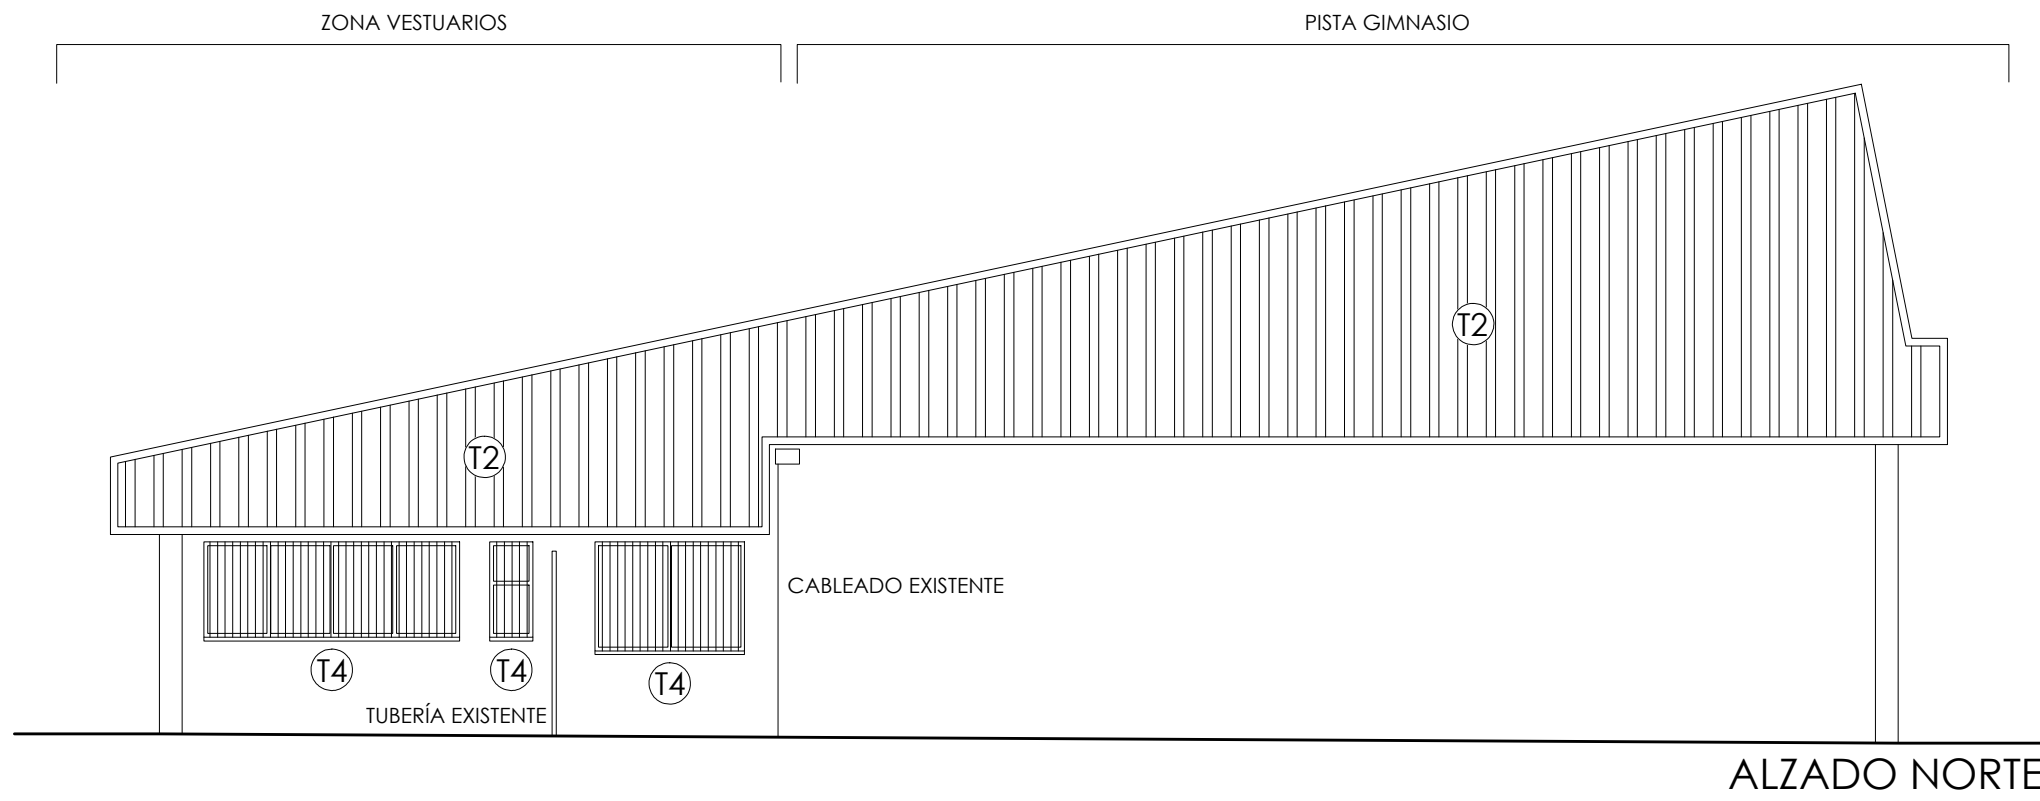 ZONA VESTUARIOS
PISTA GIMNASIO
T2
T2
CABLEADO EXISTENTE
T4
T4
T4
TUBERÍA EXISTENTE
ALZADO NORTE